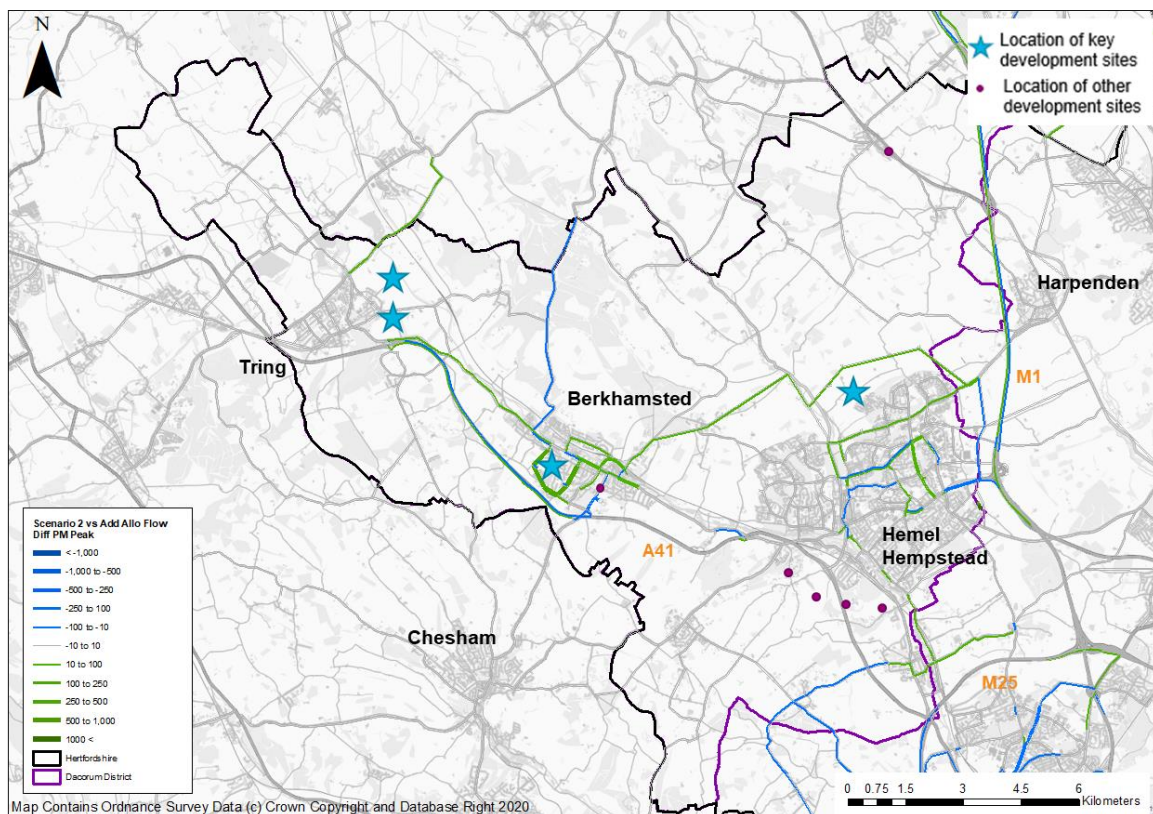 N
Location of key
development sites
Location of other
development sites
Harpenden
M1
Tring
Berkhamsted
Hemel
Hempstead
A41
Chesham
M25
Scenario 2 vs Add Allo Flow
Diff PM Peak
< -1,000
-1,000 to -500
-500 to -250
-250 to 100
-100 to -10
-10 to 10
10 to 100
100 to 250
250 to 500
500 to 1,000
1000 <
Hertfordshire
Dacorum District
0 0.75 1.5 3 4.5 6
Kilometers
Map Contains Ordnance Survey Data (c) Crown Copyright and Database Right 2020